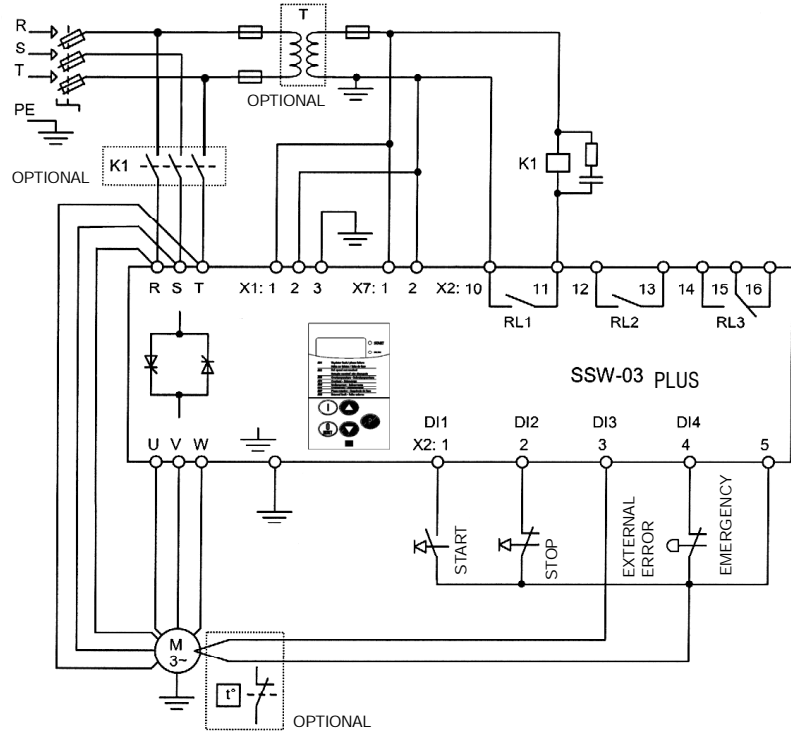 R
S
T
PE
T
OPTIONAL
OPTIONAL
K1
K1
R S T X1: 1 2 3 X7: 1 2 X2: 10 11 12 13 14 15 16
RL1 RL2 RL3
START
SSW-03 PLUS
I
0
U V W
DI1 DI2 DI3 DI4
X2: 1 2 3 4 5
START
STOP
EXTERNAL
ERROR
EMERGENCY
M
3~
t°
OPTIONAL